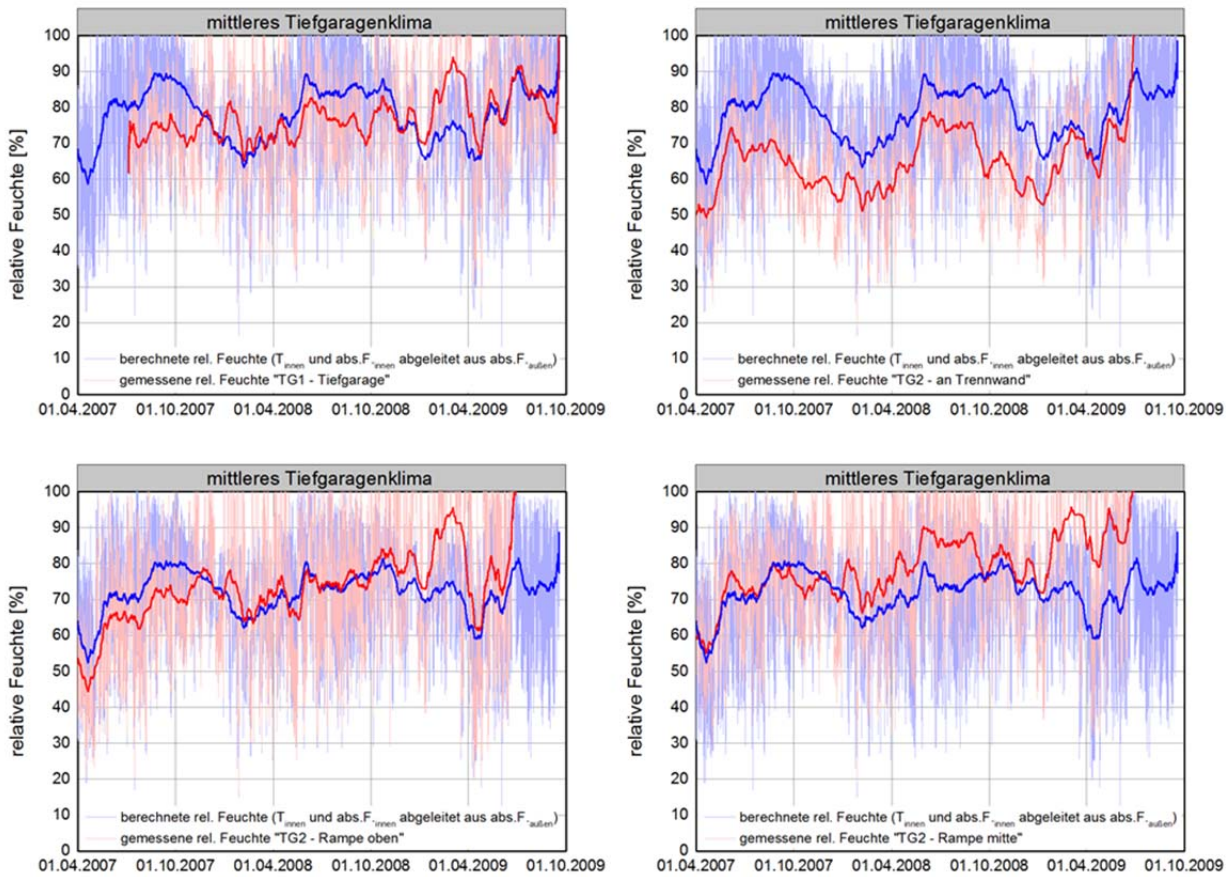 mittleres Tiefgaragenklima
relative Feuchte [%]
100
90
80
70
60
50
40
30
20
10
0
berechnete rel. Feuchte (T innen und abs.F. innen abgeleitet aus abs.F. außen)
gemessene rel. Feuchte "TG1 - Tiefgarage"
01.04.2007 01.10.2007 01.04.2008 01.10.2008 01.04.2009 01.10.2009
mittleres Tiefgaragenklima
relative Feuchte [%]
100
90
80
70
60
50
40
30
20
10
0
berechnete rel. Feuchte (T innen und abs.F. innen abgeleitet aus abs.F. außen)
gemessene rel. Feuchte "TG2 - an Trennwand"
01.04.2007 01.10.2007 01.04.2008 01.10.2008 01.04.2009 01.10.2009
mittleres Tiefgaragenklima
relative Feuchte [%]
100
90
80
70
60
50
40
30
20
10
0
berechnete rel. Feuchte (T innen und abs.F. innen abgeleitet aus abs.F. außen)
gemessene rel. Feuchte "TG2 - Rampe oben"
01.04.2007 01.10.2007 01.04.2008 01.10.2008 01.04.2009 01.10.2009
mittleres Tiefgaragenklima
relative Feuchte [%]
100
90
80
70
60
50
40
30
20
10
0
berechnete rel. Feuchte (T innen und abs.F. innen abgeleitet aus abs.F. außen)
gemessene rel. Feuchte "TG2 - Rampe mitte"
01.04.2007 01.10.2007 01.04.2008 01.10.2008 01.04.2009 01.10.2009